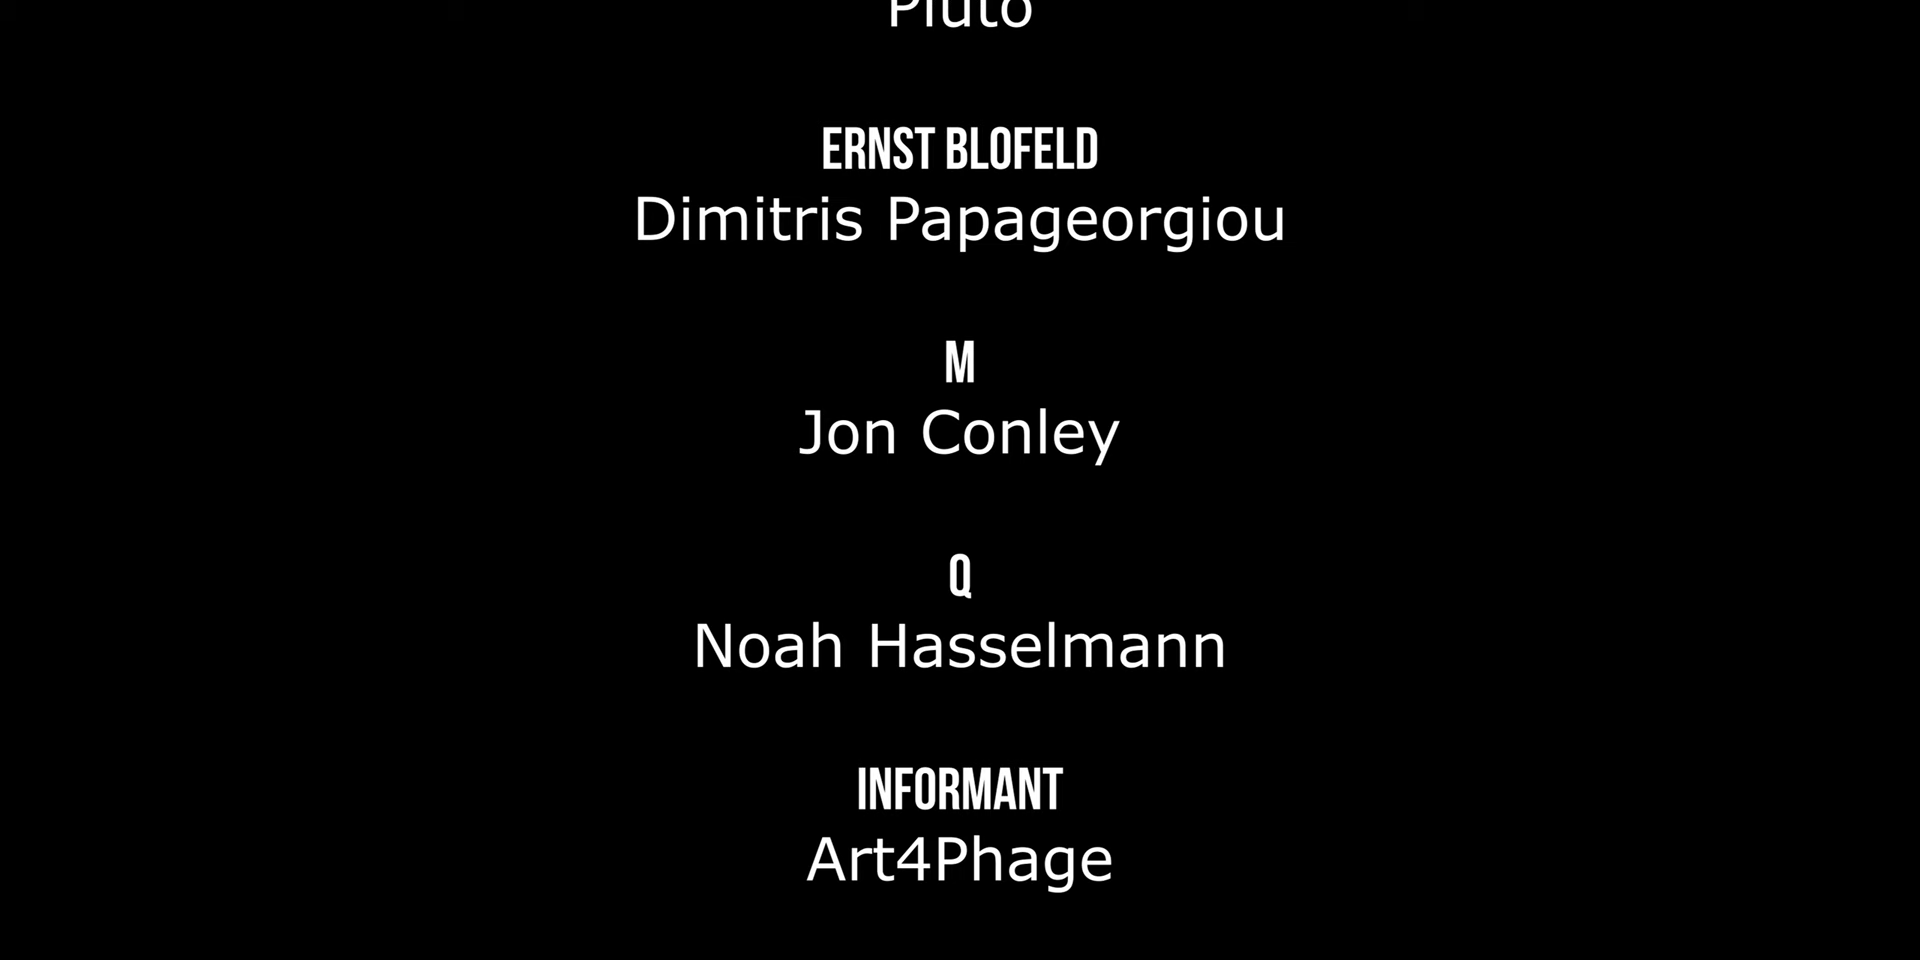 Pluto
ERNST BLOFELD
Dimitris Papageorgiou
M
Jon Conley
Q
Noah Hasselmann
INFORMANT
Art4Phage